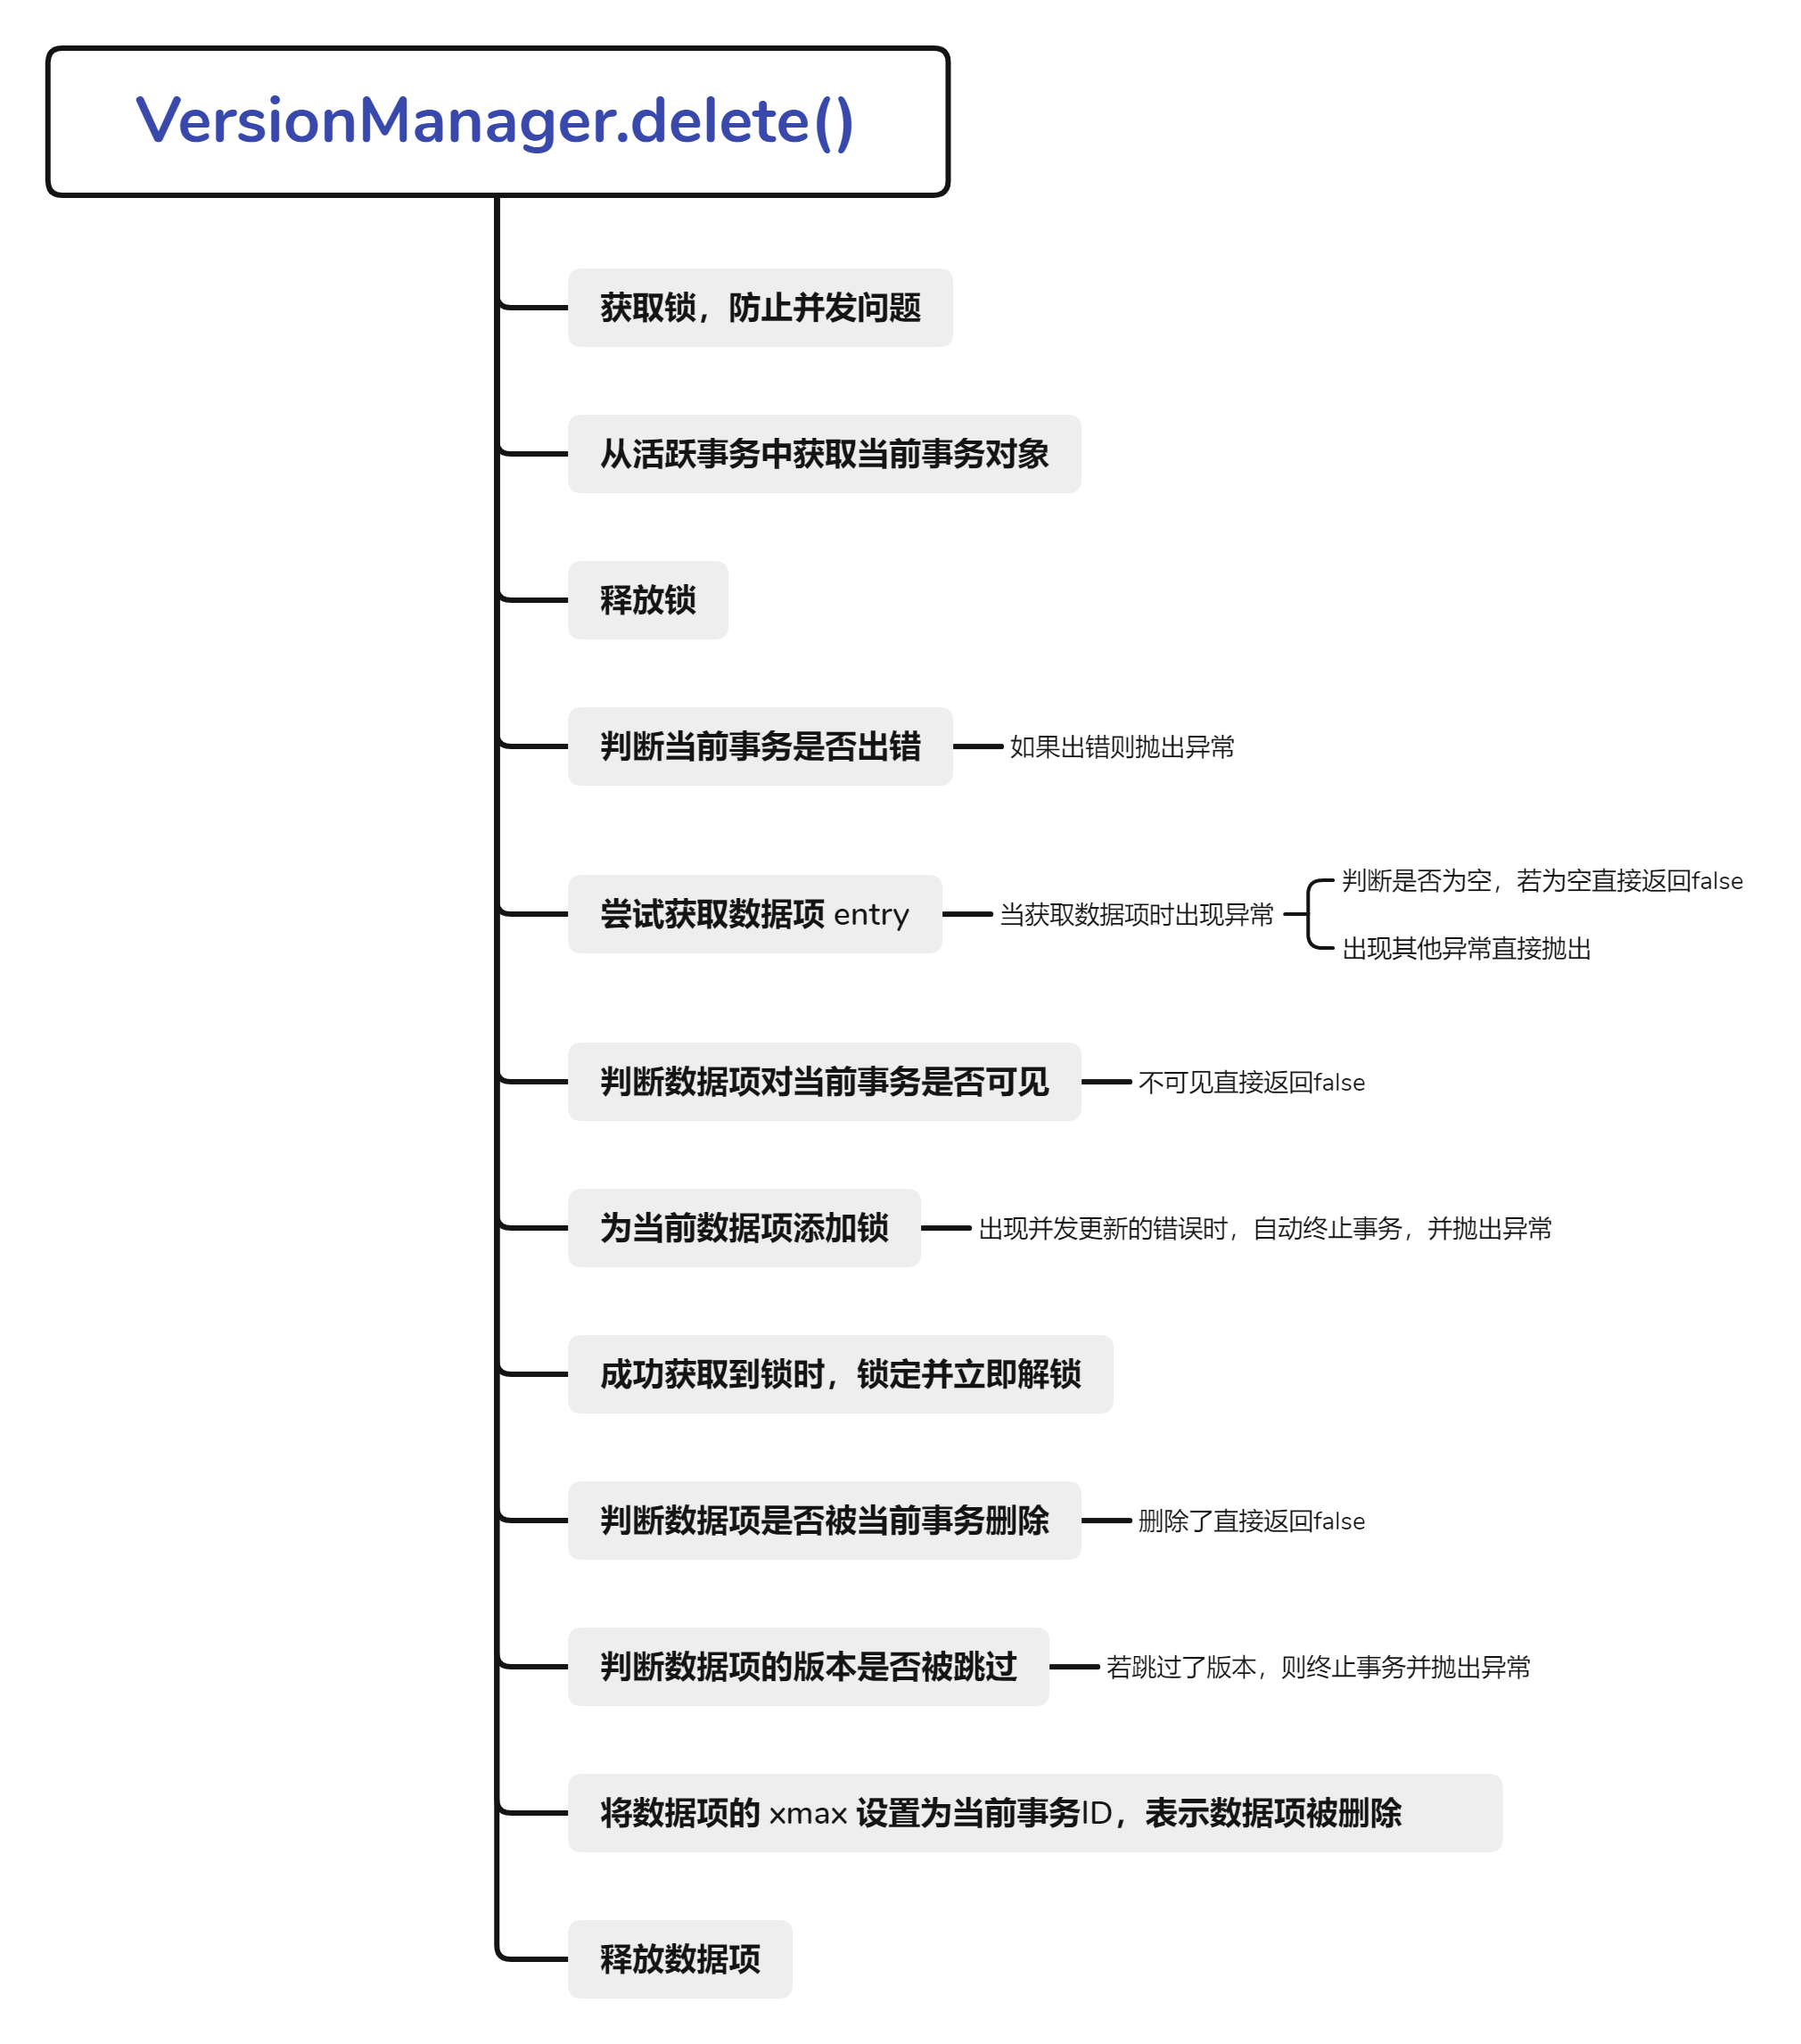 VersionManager.delete()
获取锁，防止并发问题
从活跃事务中获取当前事务对象
释放锁
判断当前事务是否出错
如果出错则抛出异常
尝试获取数据项 entry
当获取数据项时出现异常
判断是否为空，若为空直接返回false
出现其他异常直接抛出
判断数据项对当前事务是否可见
不可见直接返回false
为当前数据项添加锁
出现并发更新的错误时，自动终止事务，并抛出异常
成功获取到锁时，锁定并立即解锁
判断数据项是否被当前事务删除
删除了直接返回false
判断数据项的版本是否被跳过
若跳过了版本，则终止事务并抛出异常
将数据项的 xmax 设置为当前事务ID，表示数据项被删除
释放数据项